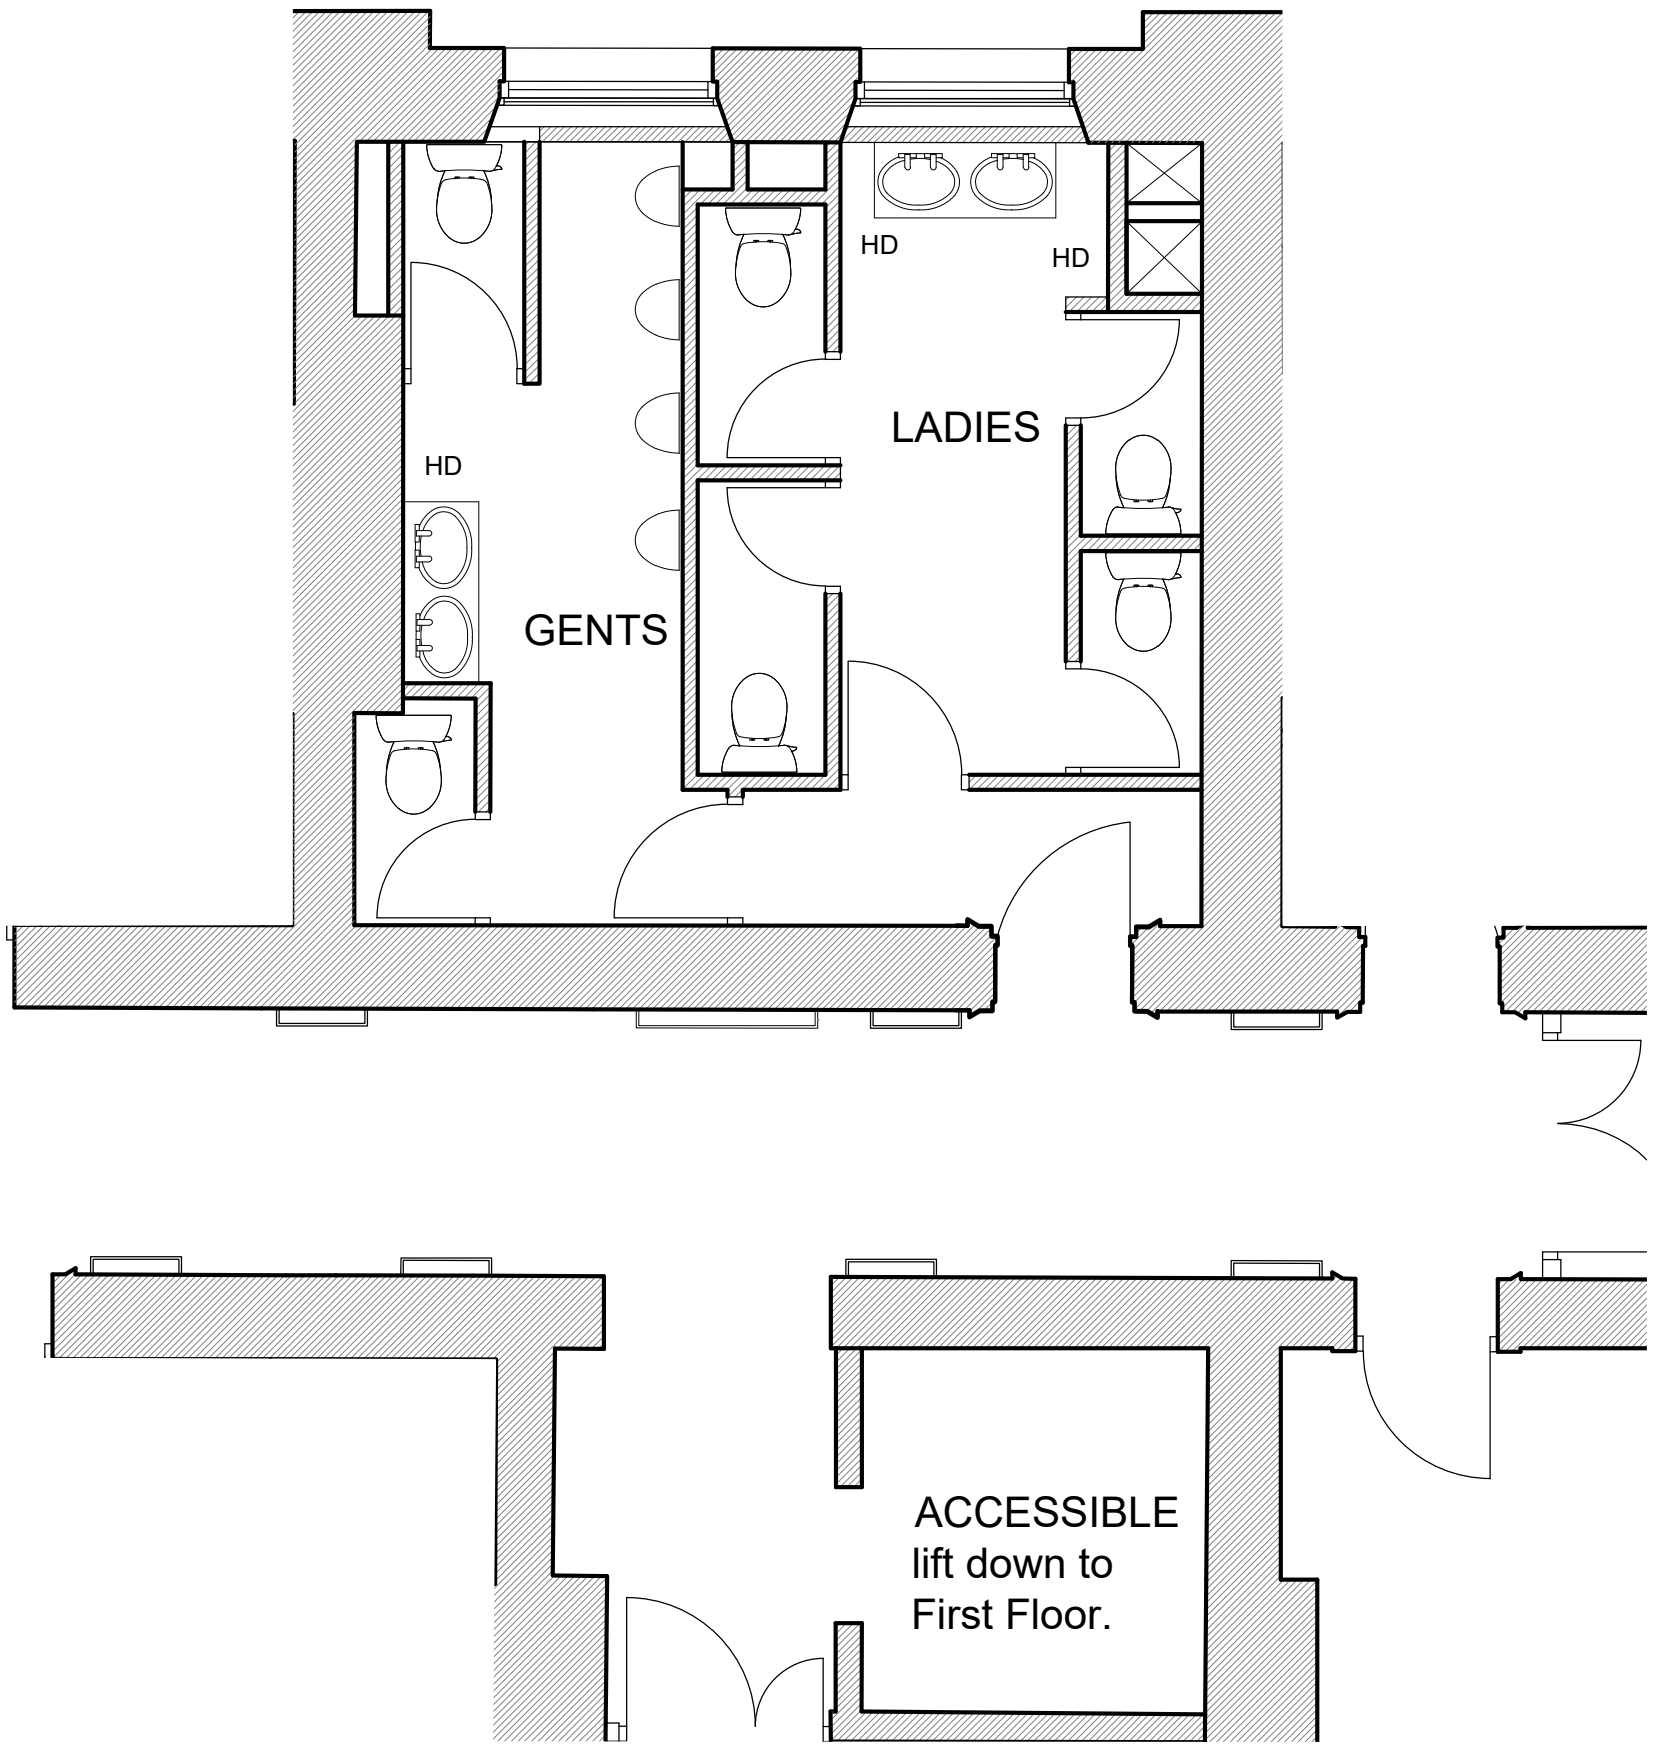 HD
HD
LADIES
HD
GENTS
ACCESSIBLE
lift down to
First Floor.